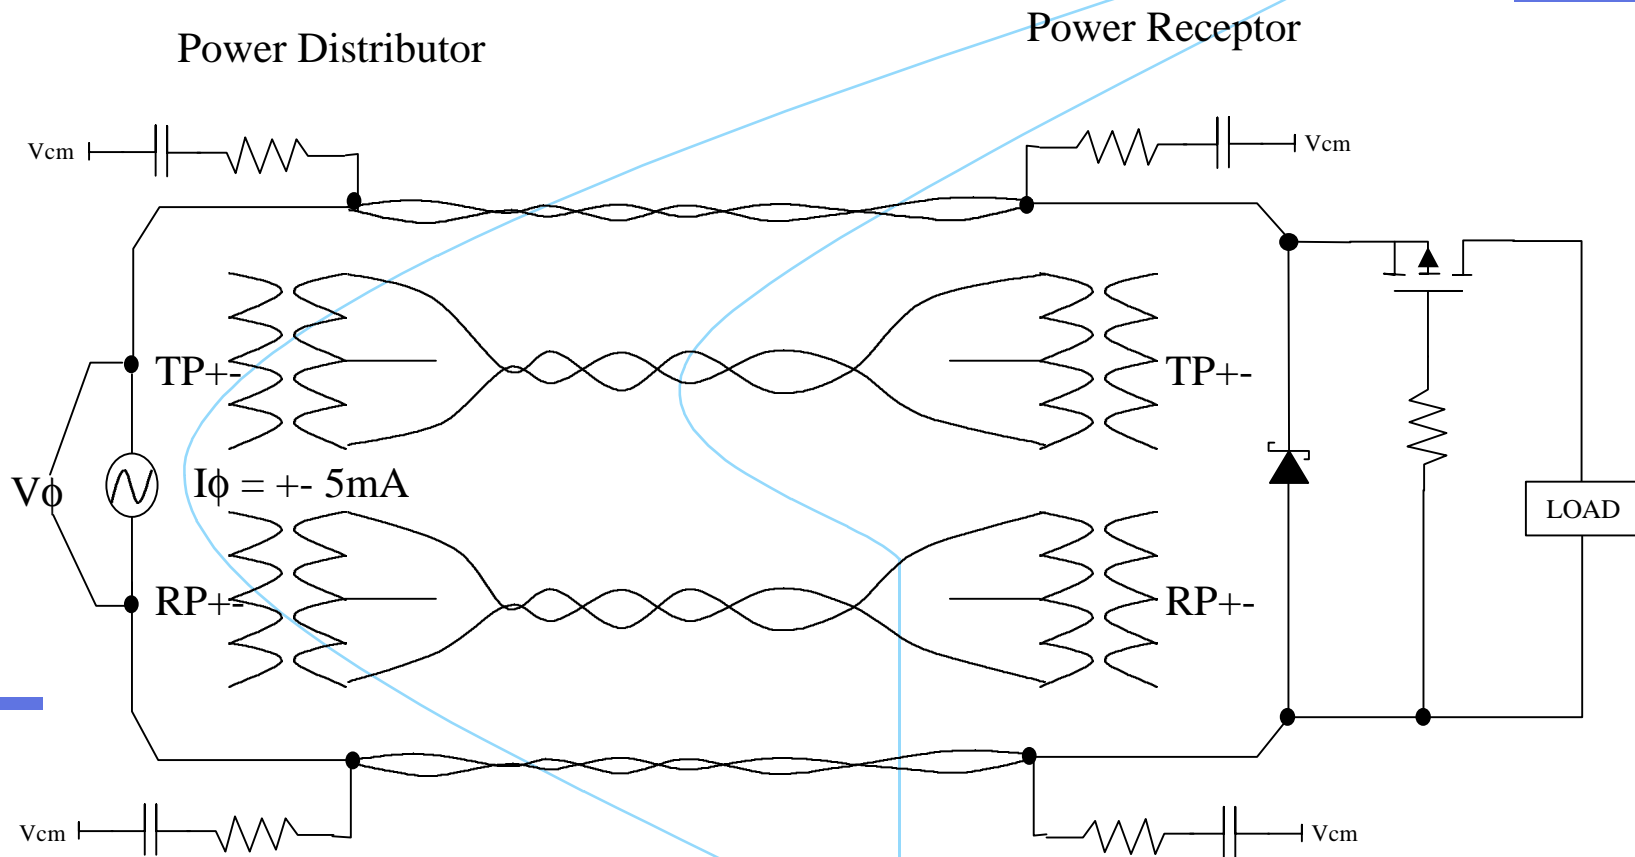 Power Distributor
Power Receptor
Vcm
Vcm
TP+-
TP+-
Vϕ
Iϕ = +- 5mA
LOAD
RP+-
RP+-
Vcm
Vcm